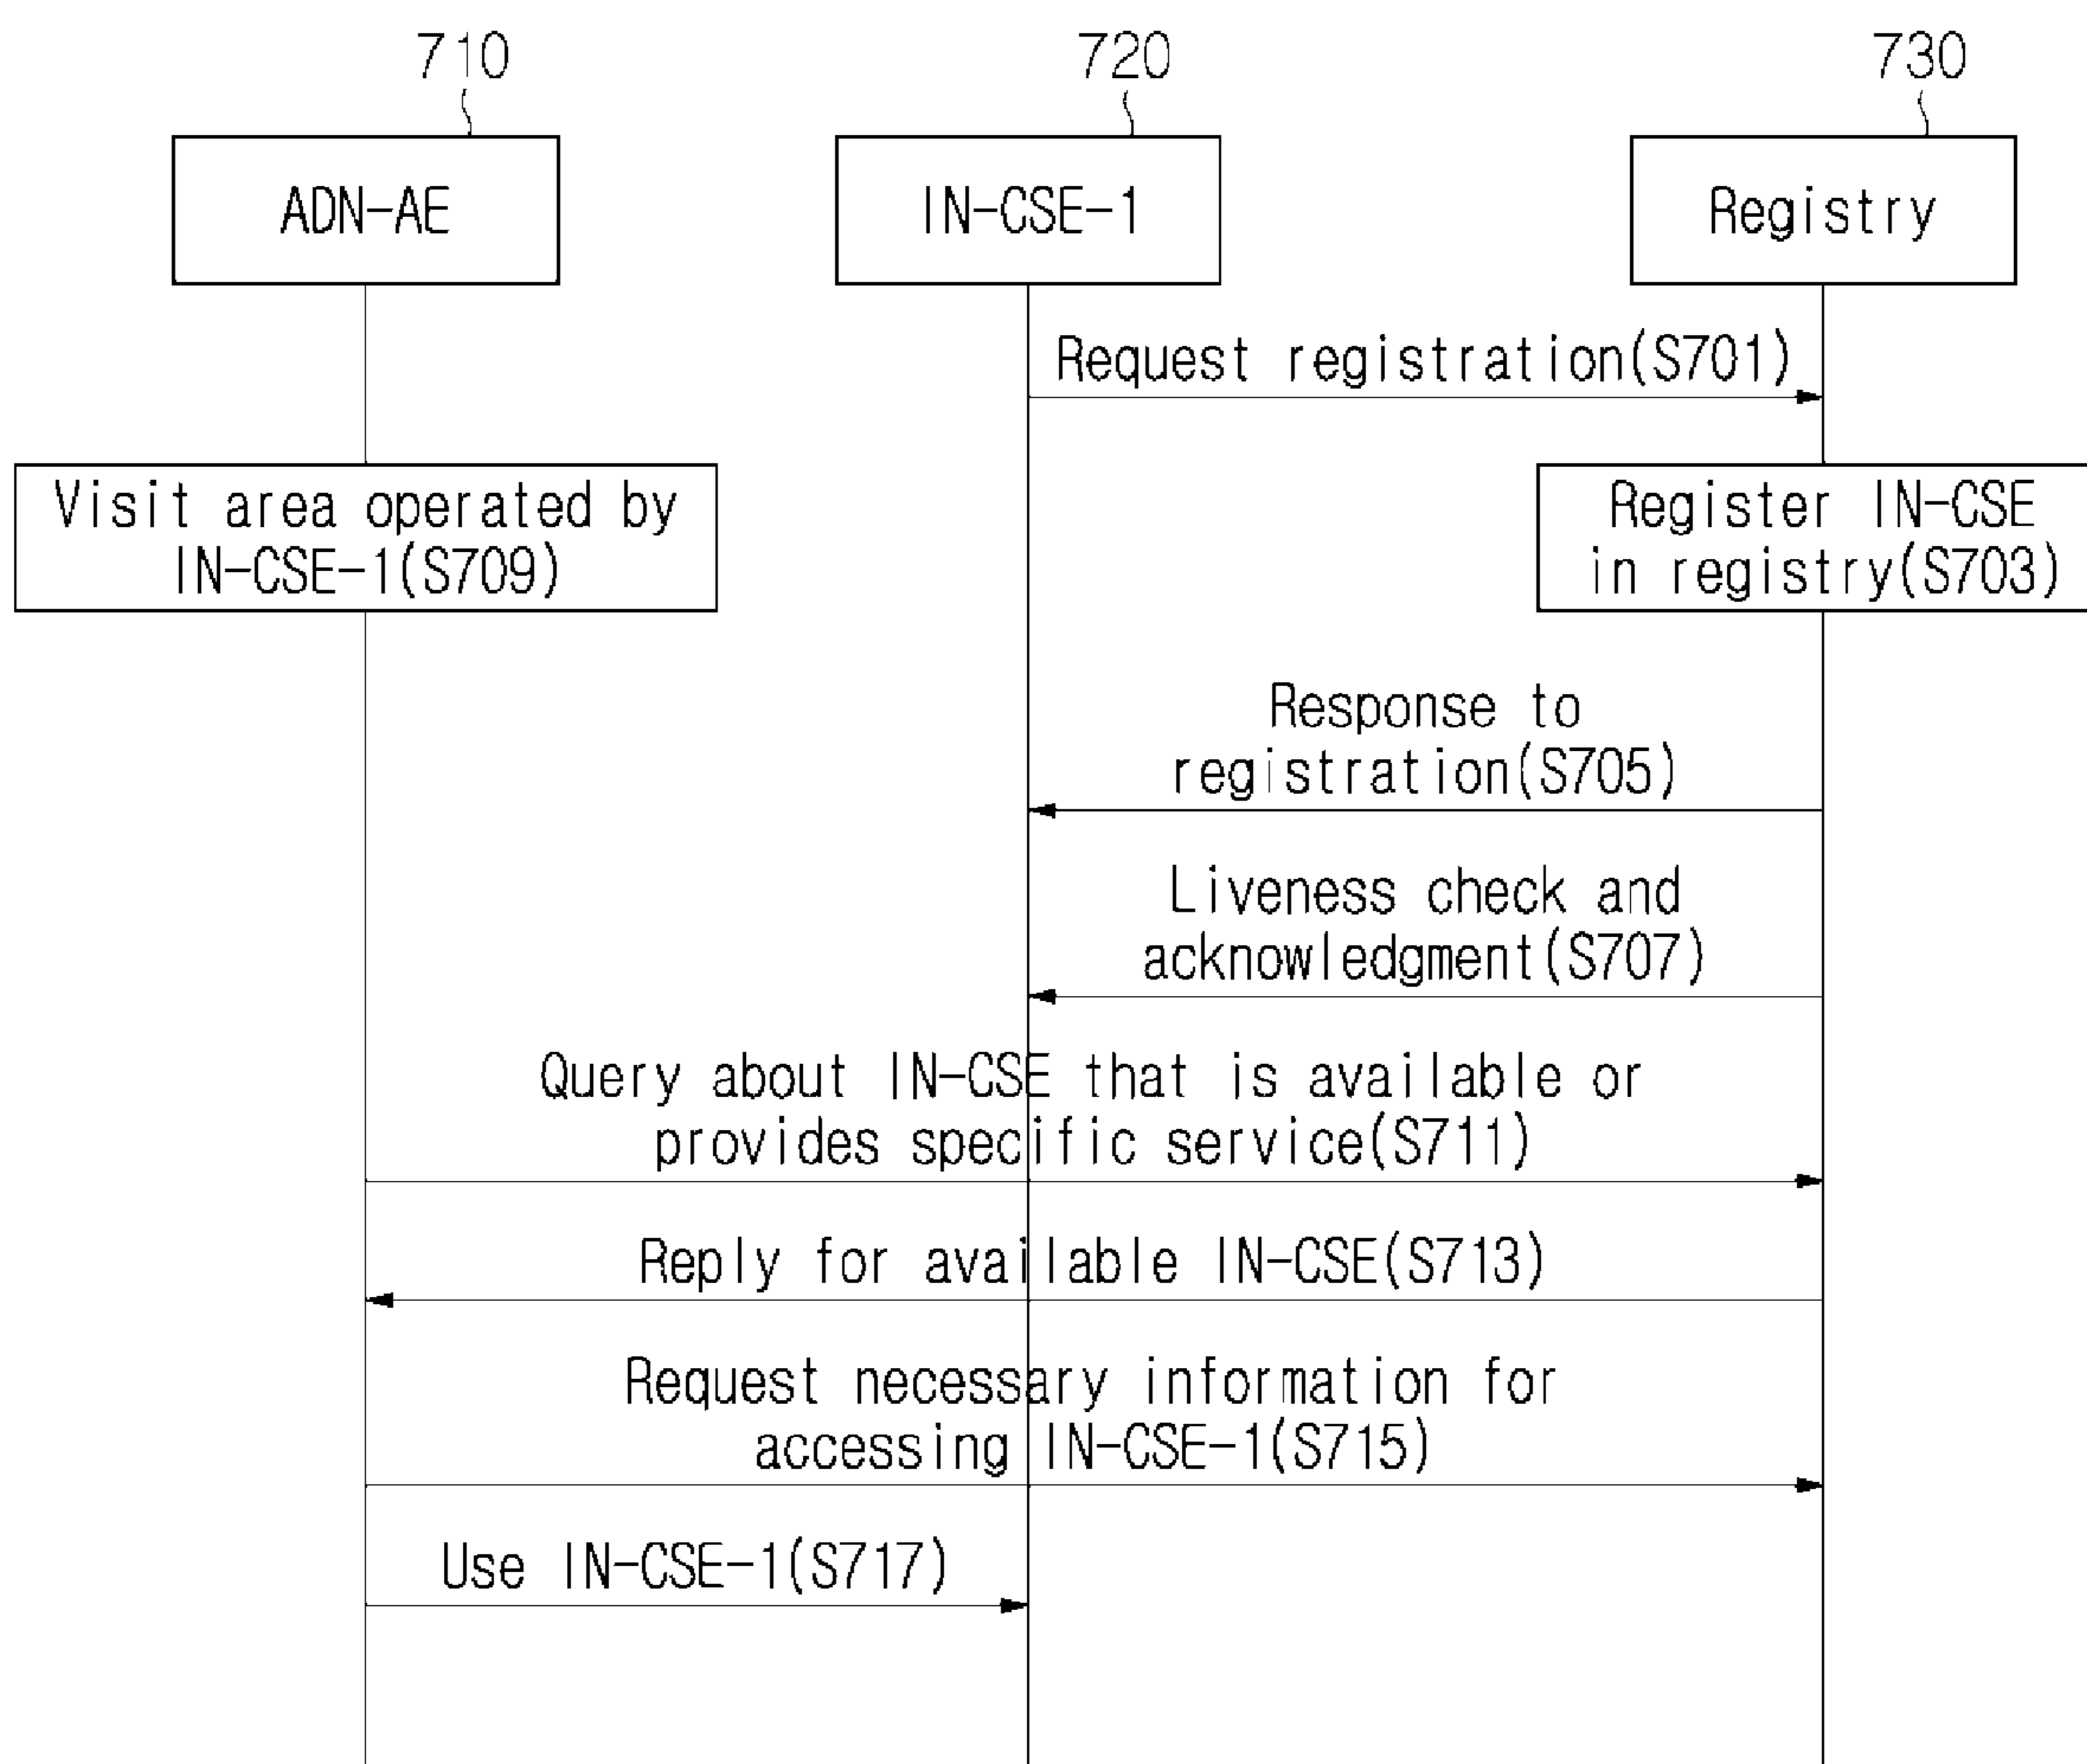 710
720
730
ADN-AE
IN-CSE-1
Registry
Request registration(S701)
Visit area operated by
IN-CSE-1(S709)
Register IN-CSE
in registry(S703)
Response to
registration(S705)
Liveness check and
acknowledgment(S707)
Query about IN-CSE that is available or
provides specific service(S711)
Reply for available IN-CSE(S713)
Request necessary information for
accessing IN-CSE-1(S715)
Use IN-CSE-1(S717)